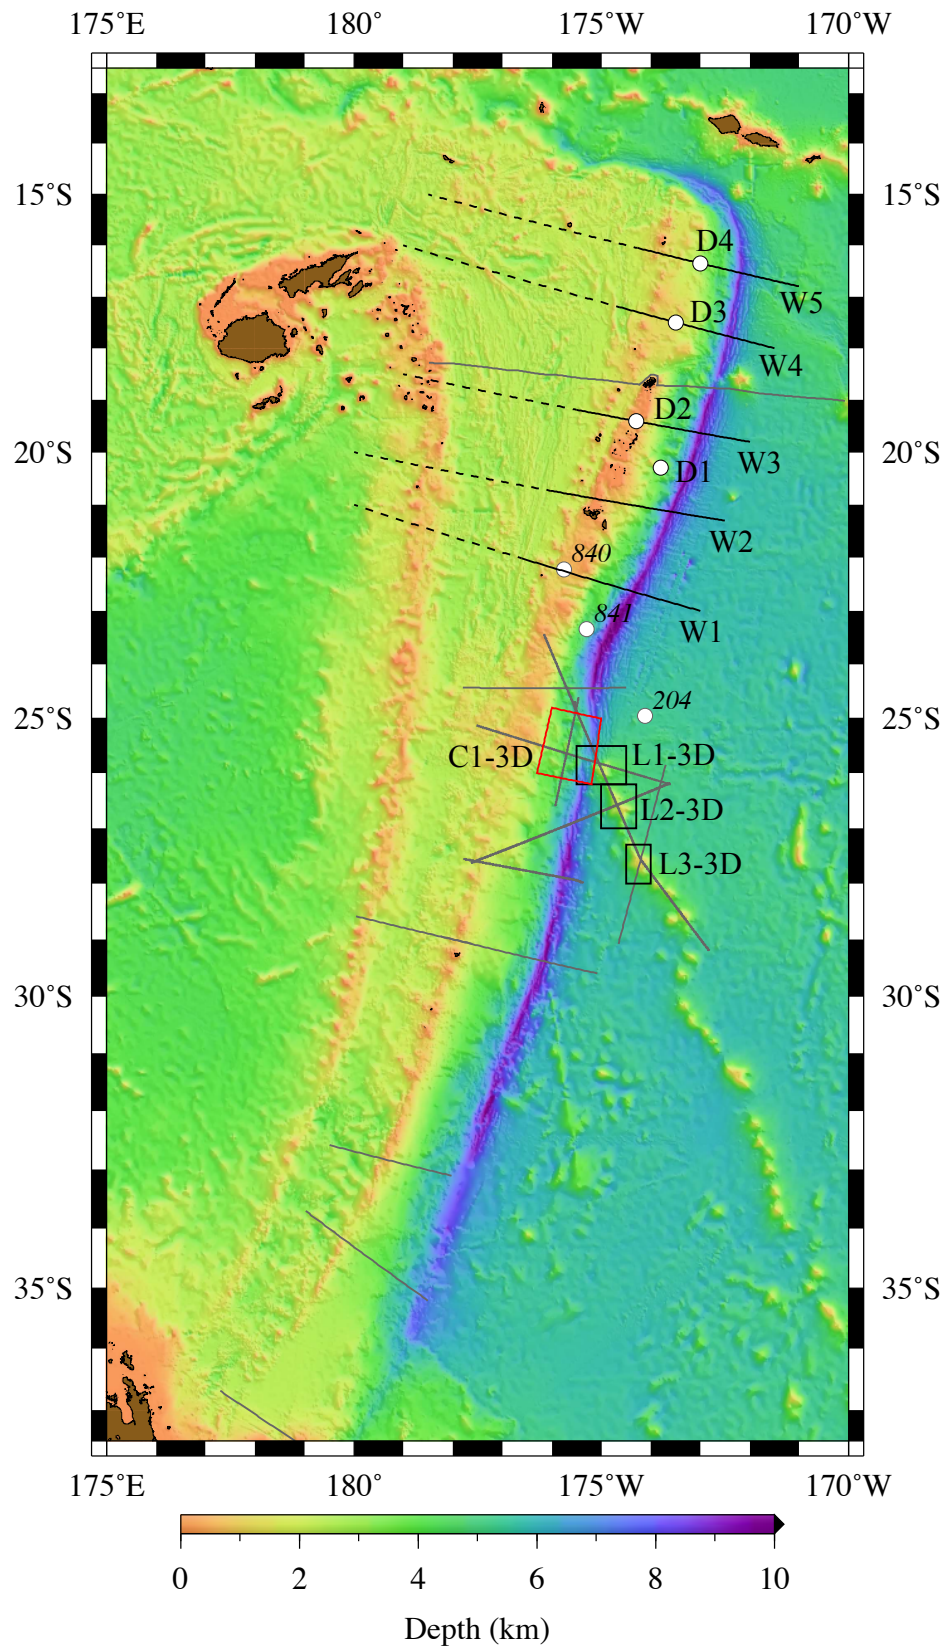 175˚E 180˚ 175˚W 170˚W
15˚S 15˚S
D4
W5
D3
W4
D2
W3
20˚S 20˚S
D1
W2
840
841
W1
204
25˚S 25˚S
C1-3D L1-3D
L2-3D
L3-3D
30˚S 30˚S
35˚S 35˚S
175˚E 180˚ 175˚W 170˚W
0 2 4 6 8 10
Depth (km)